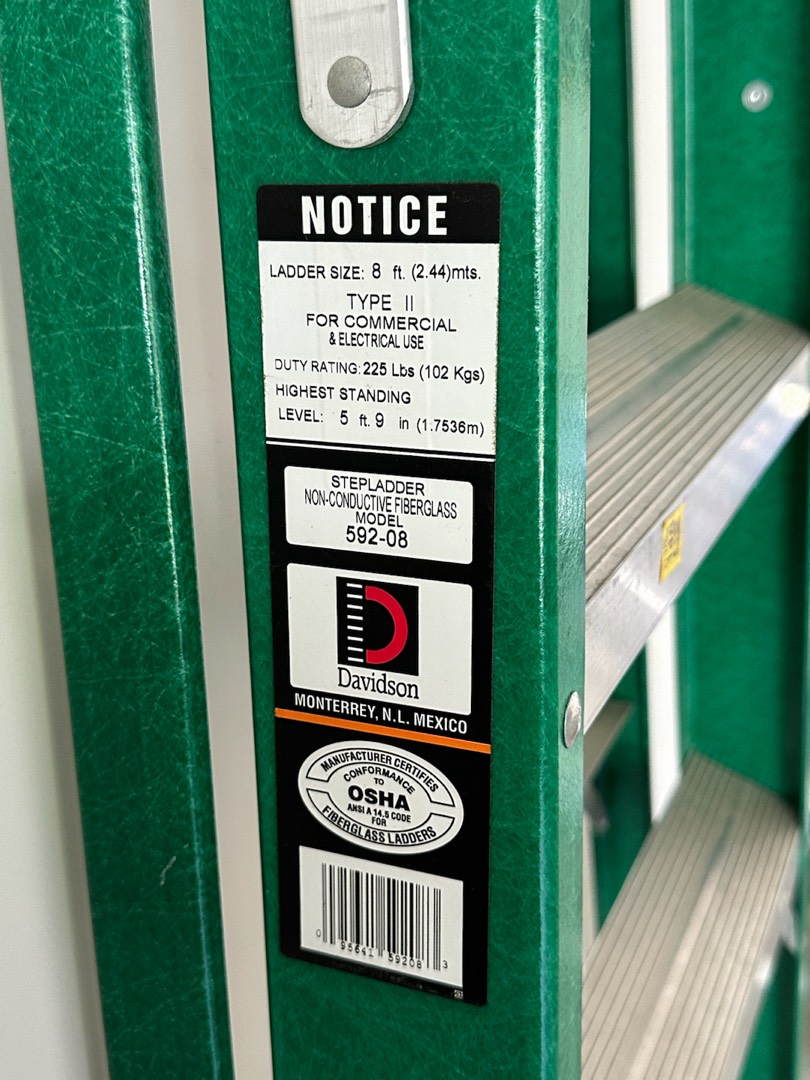 NOTICE
LADDER SIZE: 8 ft. (2.44)mts.
TYPE II
FOR COMMERCIAL
& ELECTRICAL USE
DUTY RATING: 225 Lbs (102 Kgs)
HIGHEST STANDING
LEVEL: 5 ft. 9 in (1.7536m)
STEPLADDER
NON-CONDUCTIVE FIBERGLASS
MODEL
592-08
Davidson
MONTERREY, N.L. MEXICO
MANUFACTURER CERTIFIES
CONFORMANCE
TO
OSHA
ANSI A 14.5 CODE
FOR
FIBERGLASS LADDERS
0 95641 59208 3